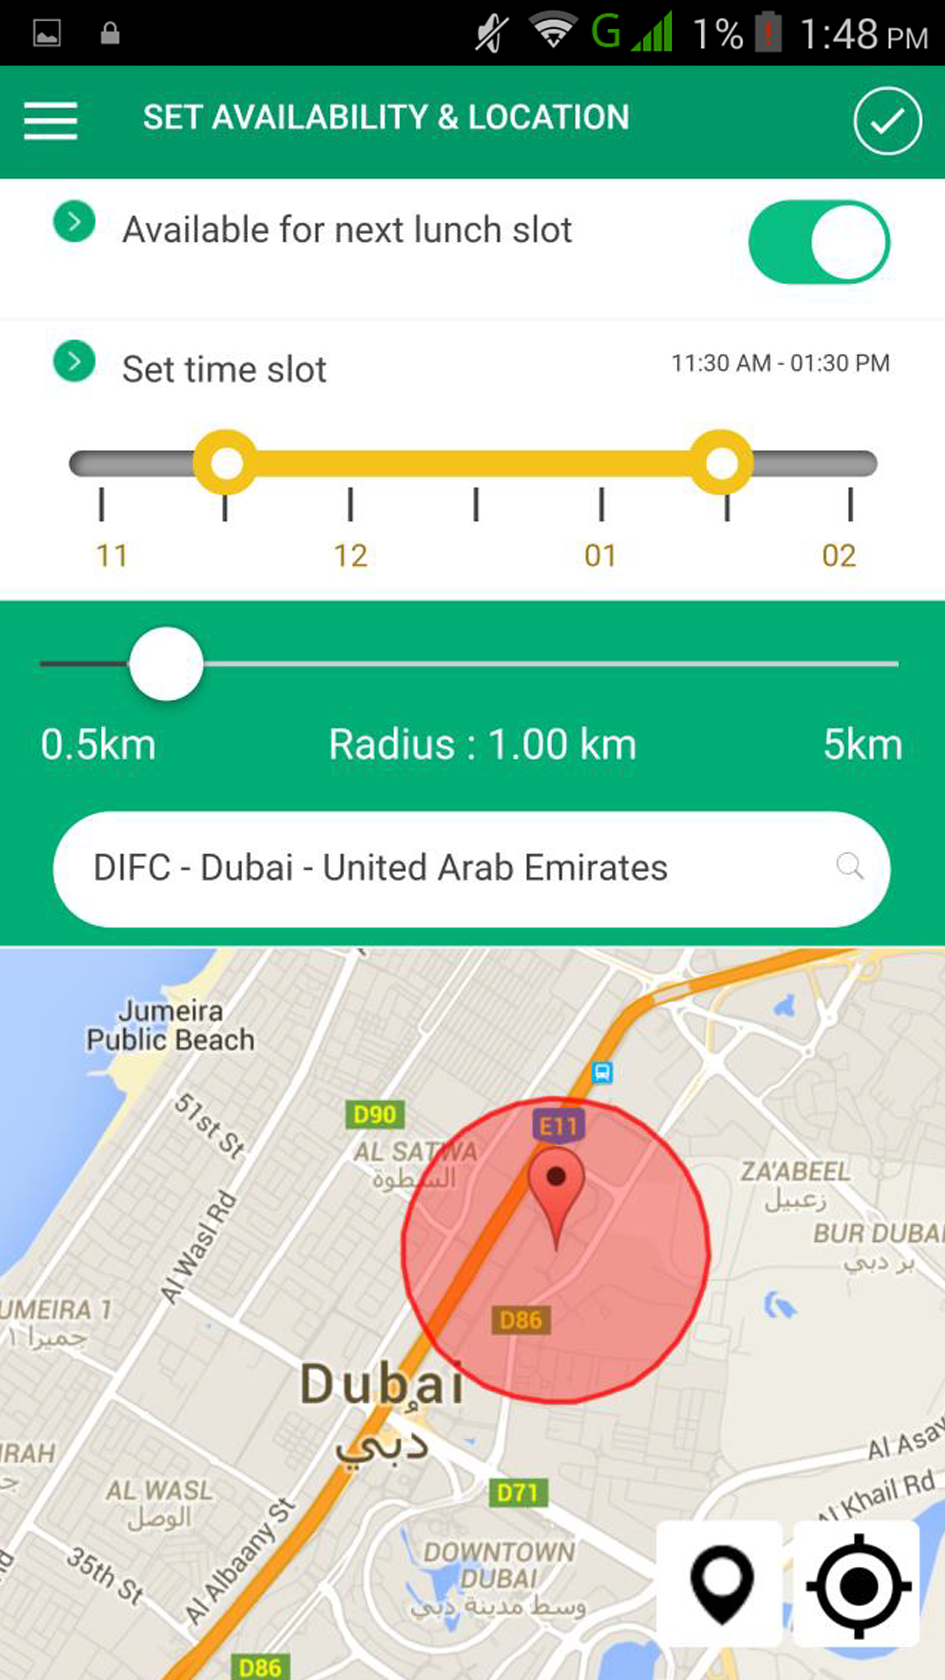 G 1% 1:48 PM
SET AVAILABILITY & LOCATION
Available for next lunch slot
Set time slot 11:30 AM - 01:30 PM
11 12 01 02
0.5km Radius : 1.00 km 5km
DIFC - Dubai - United Arab Emirates
Jumeira
Public Beach
51st St
D90
E11
AL SATWA
السطوة
ZA'ABEEL
زعبيل
Al Wasl Rd
BUR DUBAI
بر دبي
UMEIRA 1
جميرا ١
D86
Dubai
دبي
IRAH
Al Asay
AL WASL
الوصل
D71
Al Khail Rd
35th St
Al Albaany St
DOWNTOWN
DUBAI
وسط مدينة دبي
D86